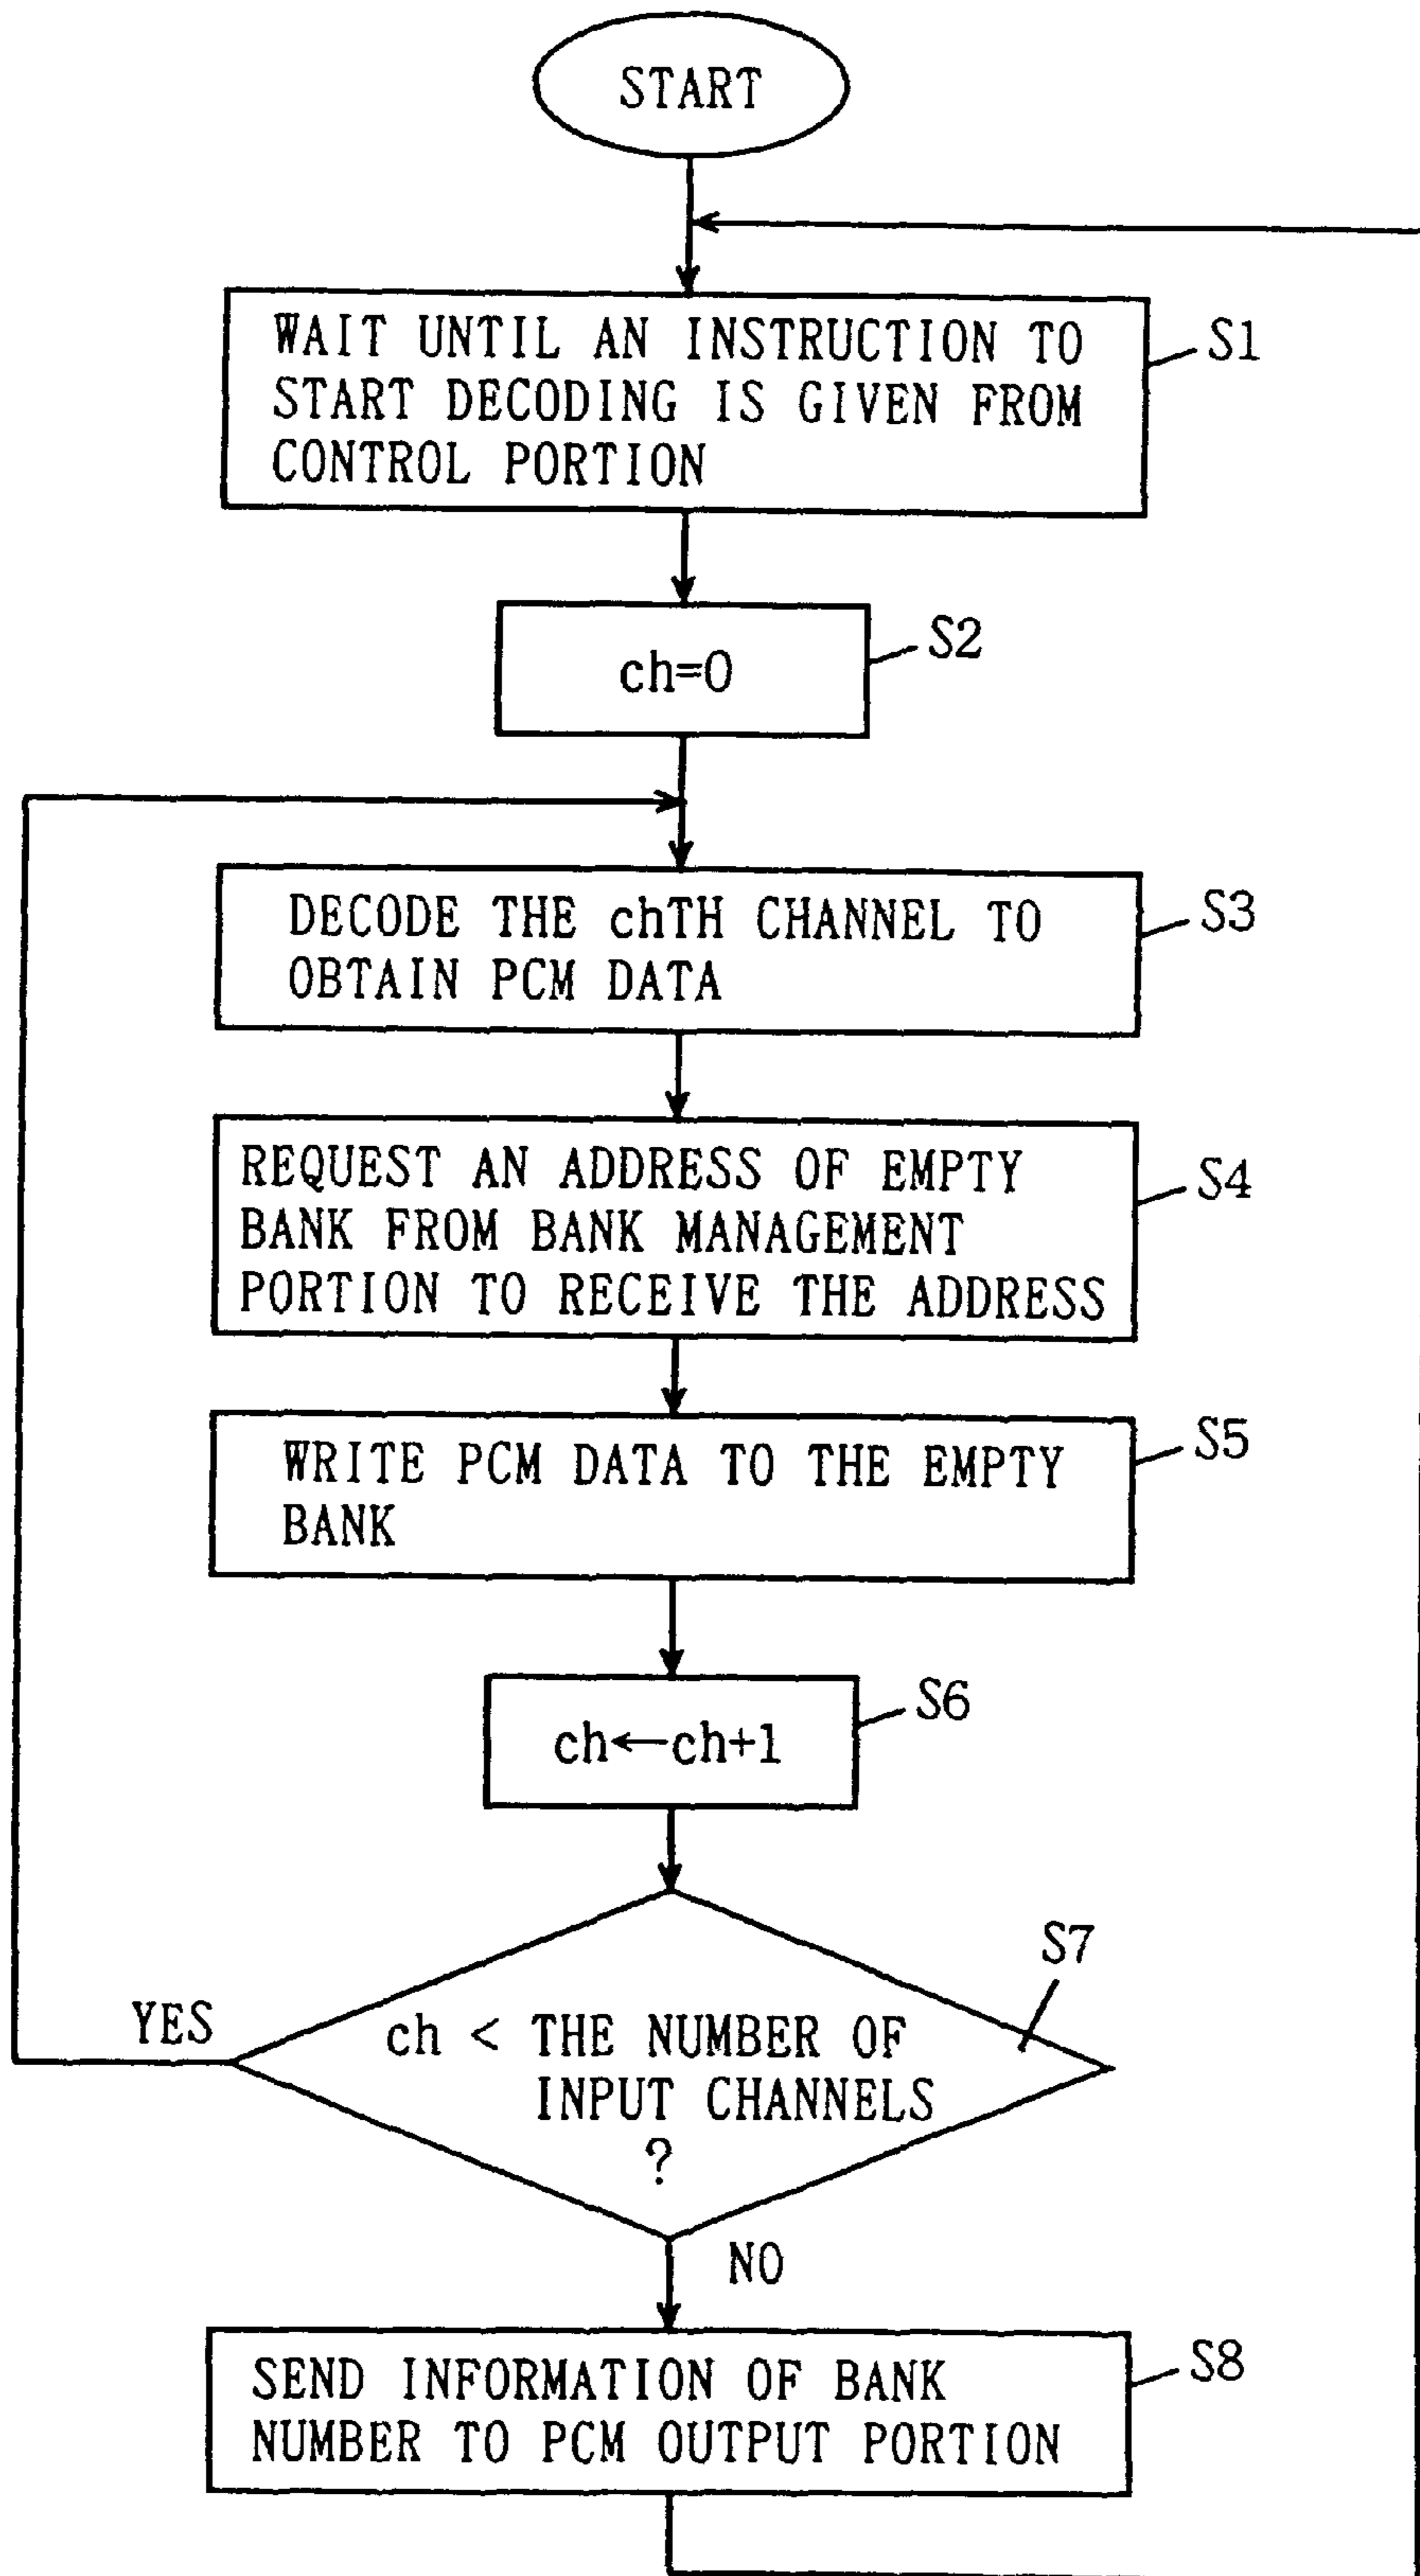 START
WAIT UNTIL AN INSTRUCTION TO
START DECODING IS GIVEN FROM
CONTROL PORTION
S1
ch=0
S2
DECODE THE chTH CHANNEL TO
OBTAIN PCM DATA
S3
REQUEST AN ADDRESS OF EMPTY
BANK FROM BANK MANAGEMENT
PORTION TO RECEIVE THE ADDRESS
S4
WRITE PCM DATA TO THE EMPTY
BANK
S5
ch←ch+1
S6
S7
YES
ch < THE NUMBER OF
INPUT CHANNELS
?
NO
SEND INFORMATION OF BANK
NUMBER TO PCM OUTPUT PORTION
S8